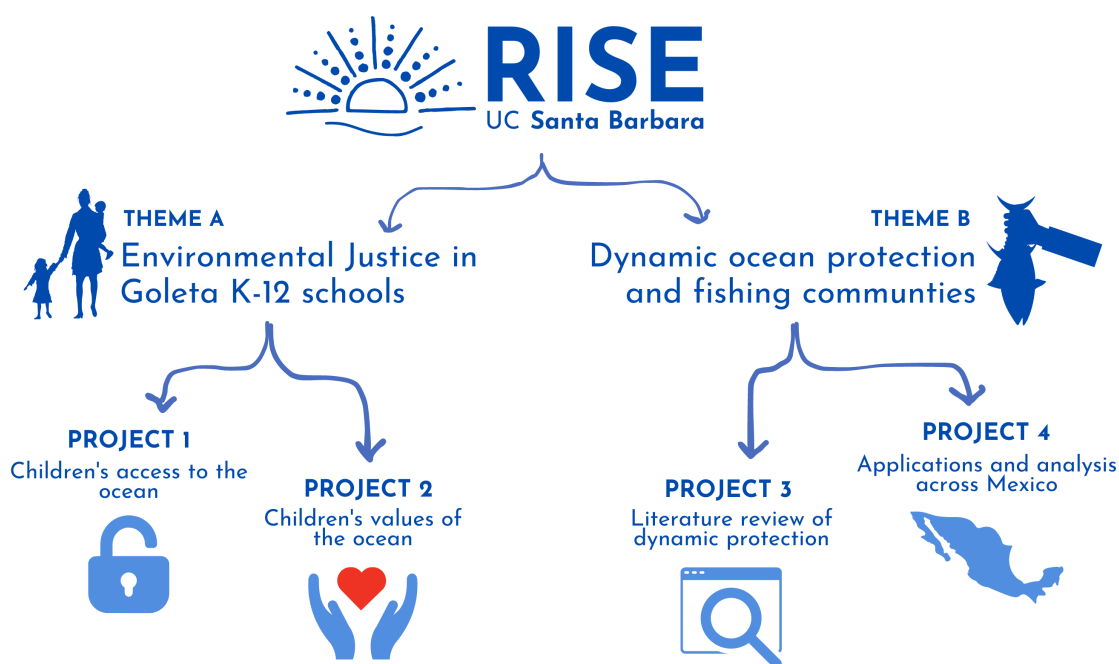 RISE
UC Santa Barbara
THEME A
Environmental Justice in
Goleta K-12 schools
THEME B
Dynamic ocean protection
and fishing communties
PROJECT 1
Children's access to the
ocean
PROJECT 2
Children's values of
the ocean
PROJECT 3
Literature review of
dynamic protection
PROJECT 4
Applications and analysis
across Mexico